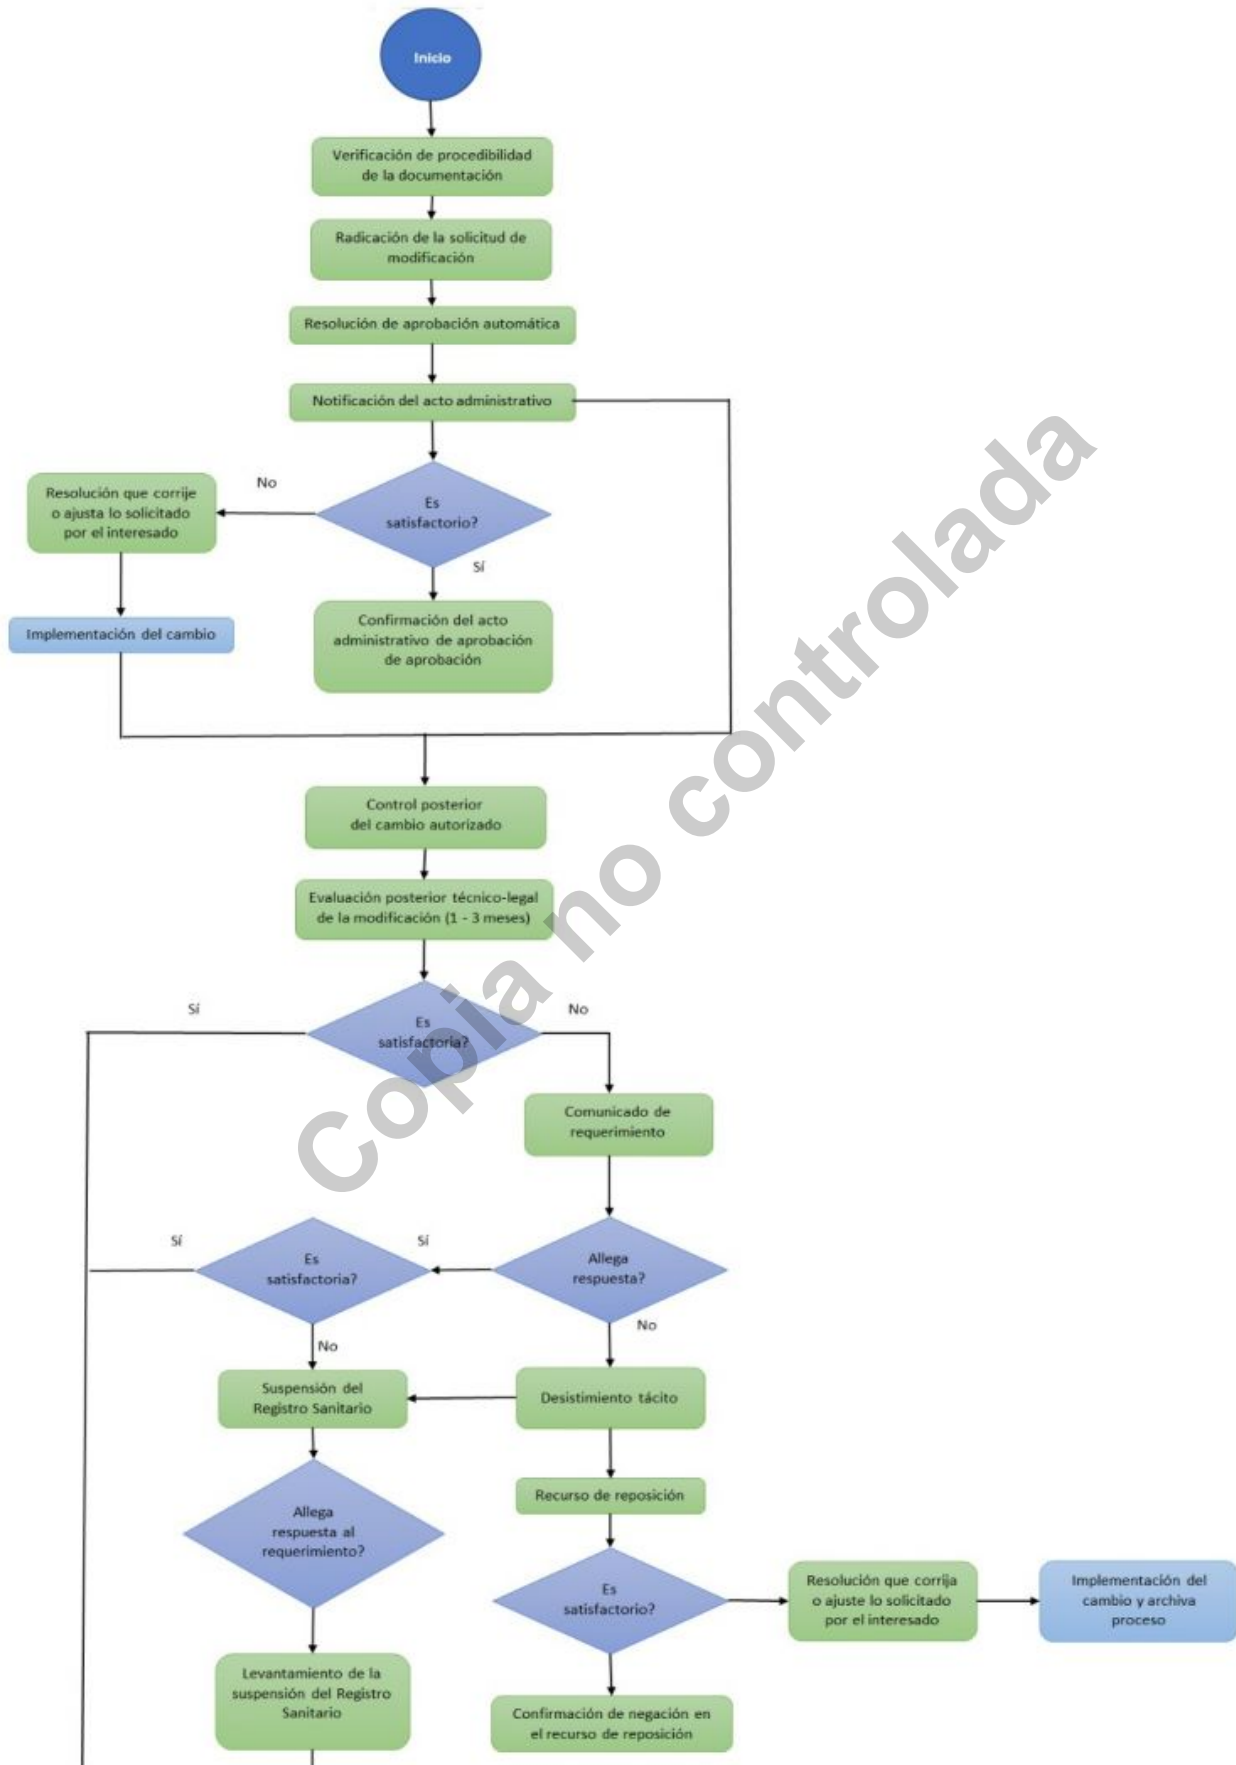 Inicio
Verificación de procedibilidad
de la documentación
Radicación de la solicitud de
modificación
Resolución de aprobación automática
Notificación del acto administrativo
No
Resolución que corrije
o ajusta lo solicitado
por el interesado
Es
satisfactorio?
Sí
Implementación del cambio
Confirmación del acto
administrativo de aprobación
de aprobación
Control posterior
del cambio autorizado
Evaluación posterior técnico-legal
de la modificación (1 - 3 meses)
Sí
No
Es
satisfactoria?
Comunicado de
requerimiento
Sí
Es
satisfactoria?
Sí
Allega
respuesta?
No
No
Suspensión del
Registro Sanitario
Desistimiento tácito
Allega
respuesta al
requerimiento?
Recurso de reposición
Es
satisfactorio?
Resolución que corrija
o ajuste lo solicitado
por el interesado
Implementación del
cambio y archiva
proceso
Levantamiento de la
suspensión del Registro
Sanitario
Confirmación de negación en
el recurso de reposición
Copia no controlada